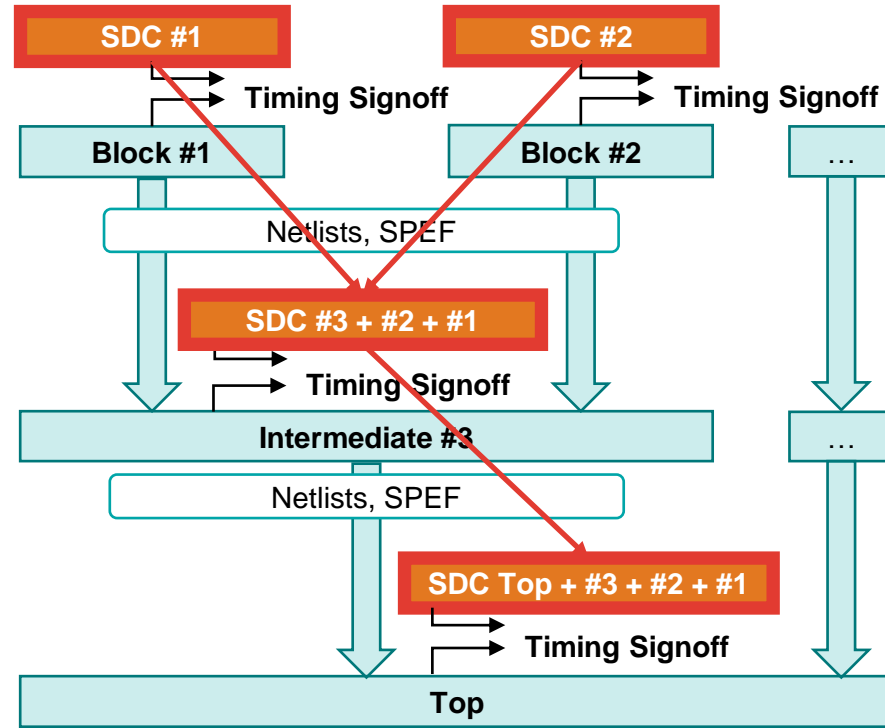 SDC #1
SDC #2
Timing Signoff
Timing Signoff
Block #1
Block #2
...
Netlists, SPEF
SDC #3 + #2 + #1
Timing Signoff
Intermediate #3
...
Netlists, SPEF
SDC Top + #3 + #2 + #1
Timing Signoff
Top